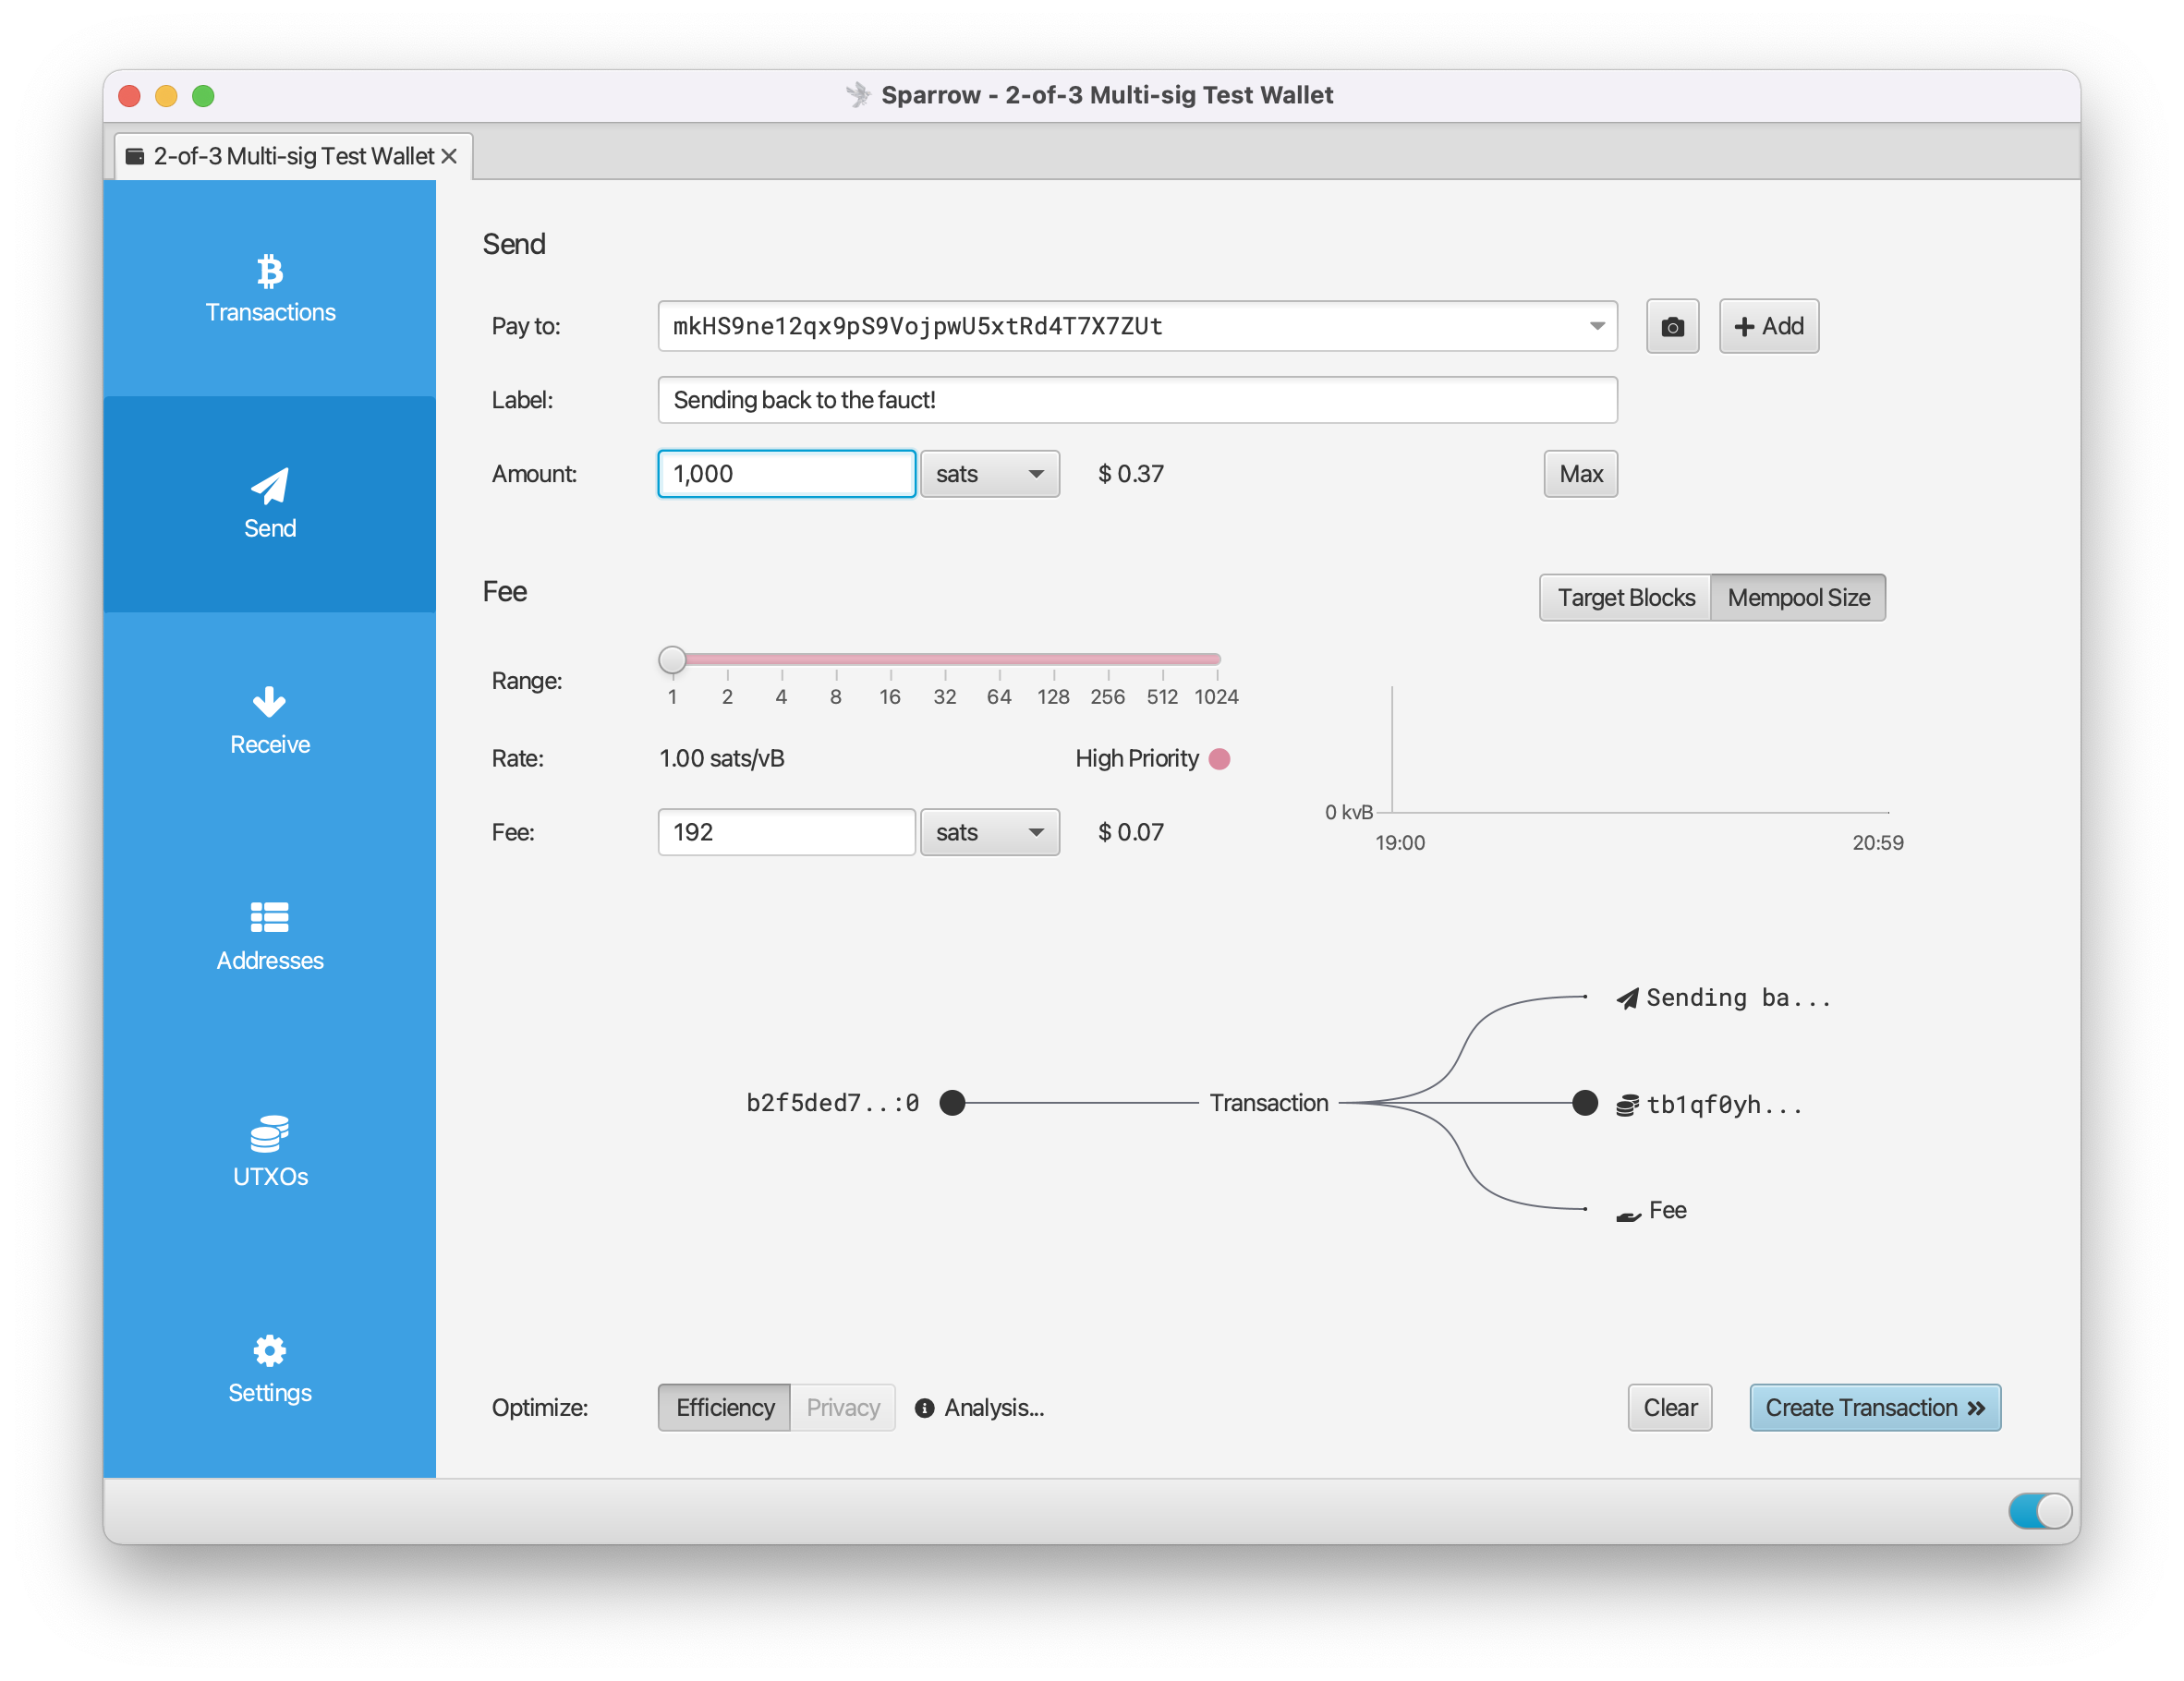 Sparrow - 2-of-3 Multi-sig Test Wallet
2-of-3 Multi-sig Test Wallet
Transactions
Send
Receive
Addresses
UTXOs
Settings
Send
Pay to: mkHS9ne12qx9pS9VojpwU5xtRd4T7X7ZUt
Add
Label: Sending back to the fauct!
Amount: 1,000 sats $ 0.37 Max
Fee
Target Blocks Mempool Size
Range:
1 2 4 8 16 32 64 128 256 512 1024
Rate: 1.00 sats/vB High Priority
Fee: 192 sats $ 0.07
0 kvB
19:00 20:59
Sending ba...
b2f5ded7..:0 Transaction tb1qf0yh...
Fee
Optimize: Efficiency Privacy Analysis... Clear Create Transaction